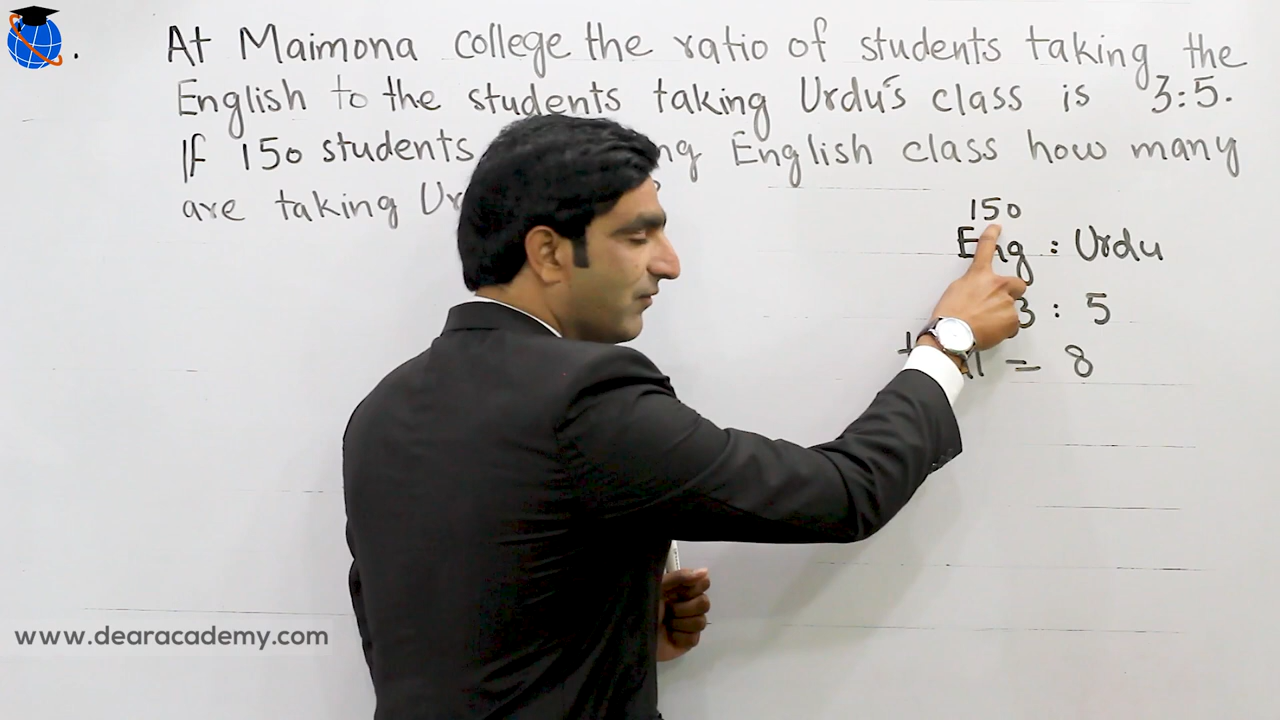 . At Maimona college the ratio of students taking the
English to the students taking Urdu's class is 3:5.
If 150 students English class how many
are taking
150
Eng : Urdu
3 : 5
= 8
www.dearacademy.com